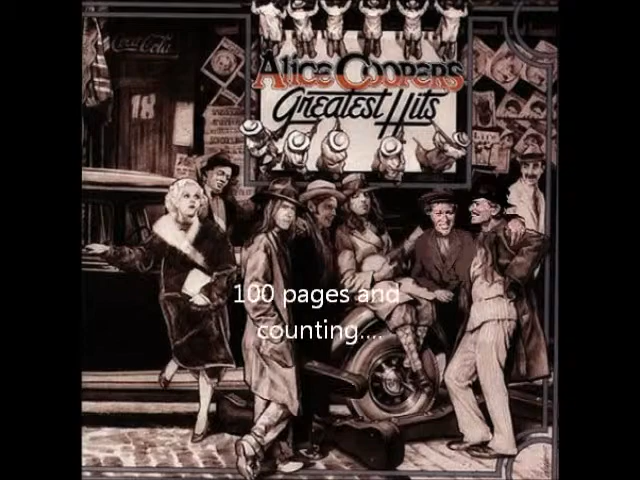 Coca-Cola
18
Alice Cooper's
Greatest Hits
100 pages and
counting....